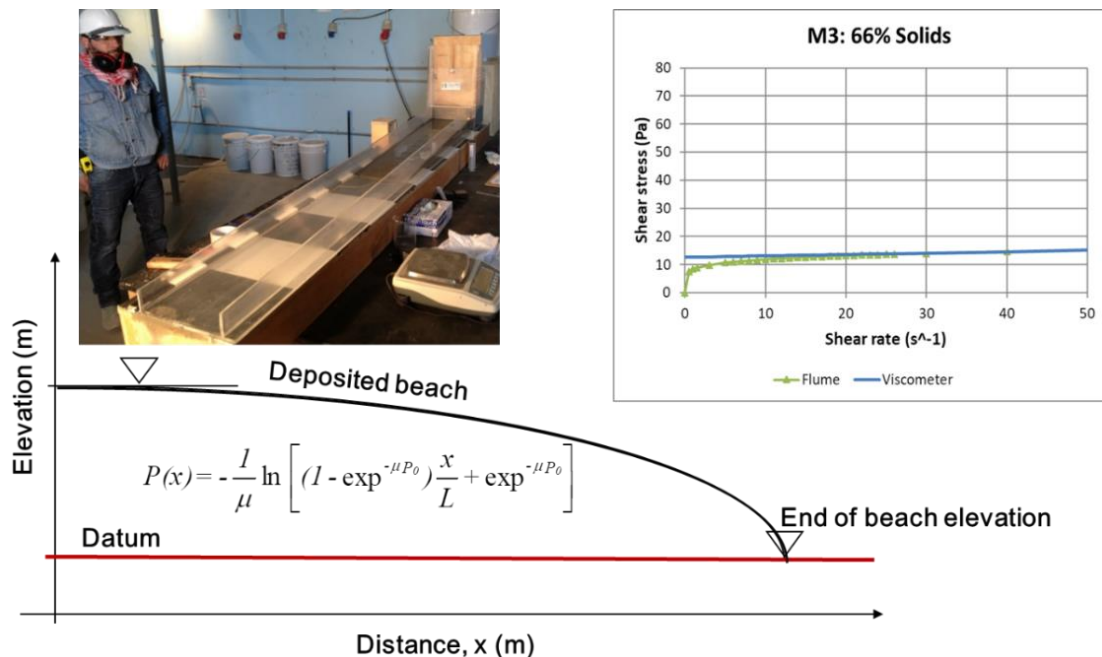 M3: 66% Solids
Shear stress (Pa)
80
70
60
50
40
30
20
10
0
0 10 20 30 40 50
Shear rate (s^-1)
Flume Viscometer
Elevation (m)
Deposited beach
P(x) = - 1/μ ln [ (1 - exp^-μP₀) x/L + exp^-μP₀ ]
End of beach elevation
Datum
Distance, x (m)